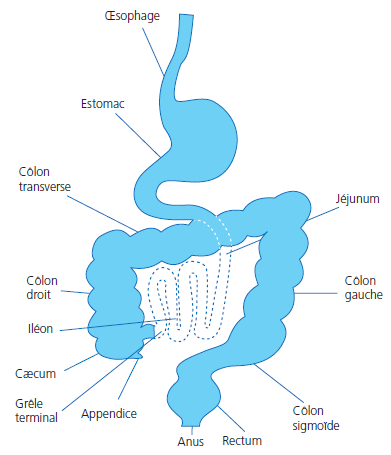 Œsophage
Estomac
Côlon
transverse
Jéjunum
Côlon
droit
Côlon
gauche
Iléon
Cæcum
Grêle
terminal
Appendice
Côlon
sigmoïde
Anus
Rectum